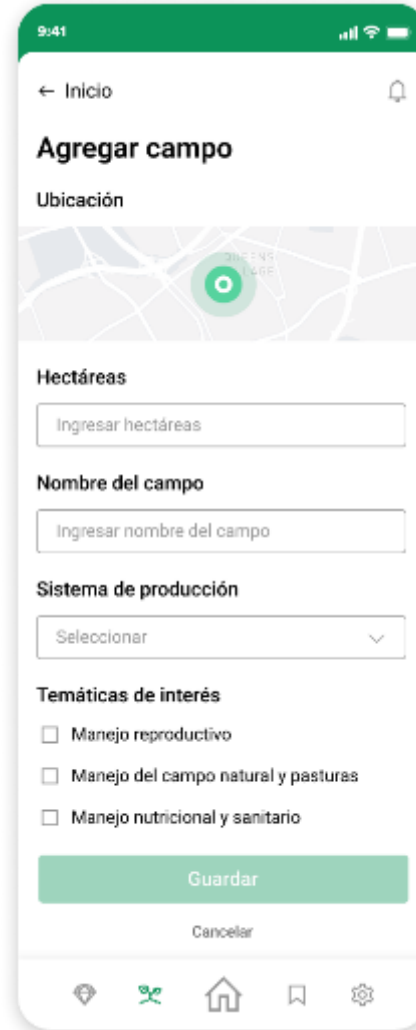 9:41
← Inicio
Agregar campo
Ubicación
QUEENS
Hectáreas
Ingresar hectáreas
Nombre del campo
Ingresar nombre del campo
Sistema de producción
Seleccionar
Temáticas de interés
Manejo reproductivo
Manejo del campo natural y pasturas
Manejo nutricional y sanitario
Guardar
Cancelar